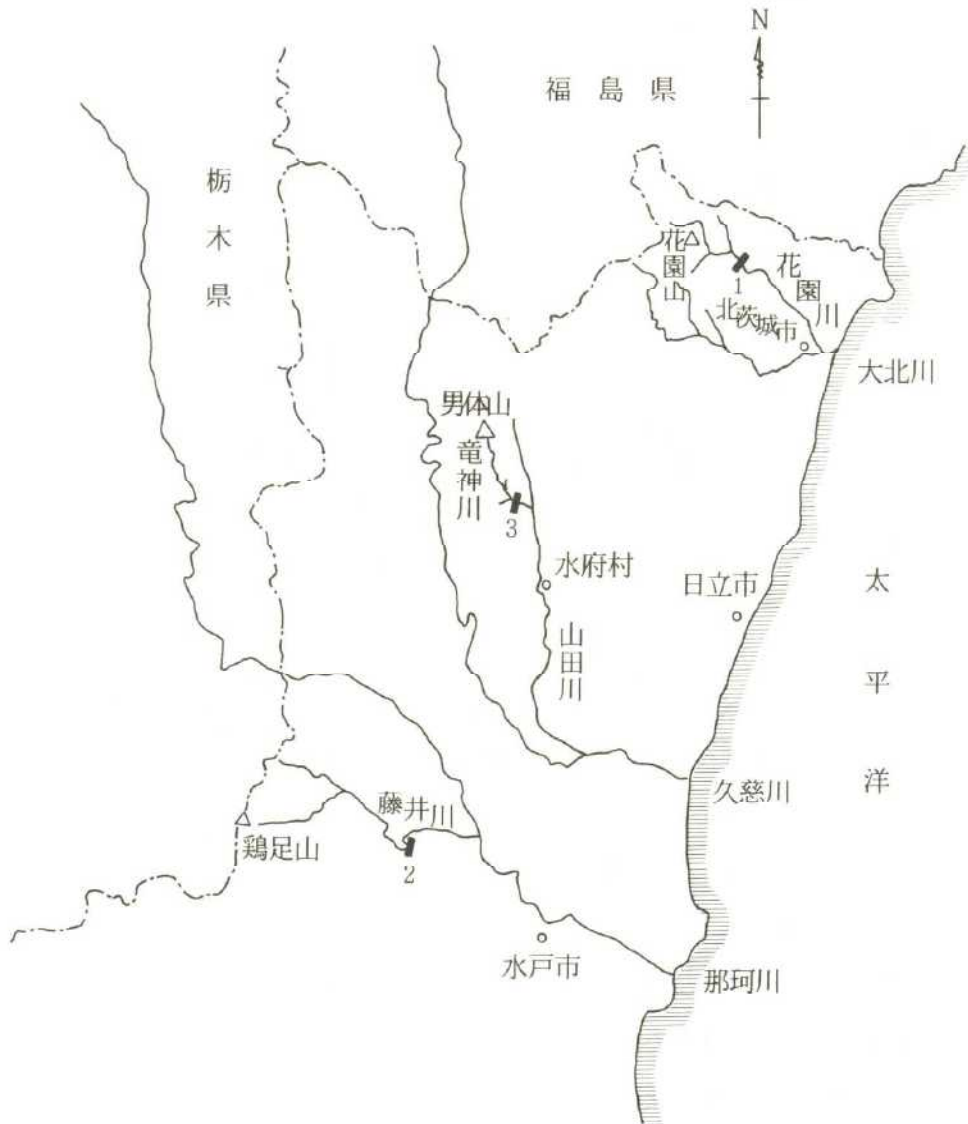 N
福島県
栃木県
花園山
1
花園川
北茨城市
大北川
男体山
竜神川
3
水府村
日立市
太平洋
山田川
久慈川
藤井川
鶏足山
2
水戸市
那珂川